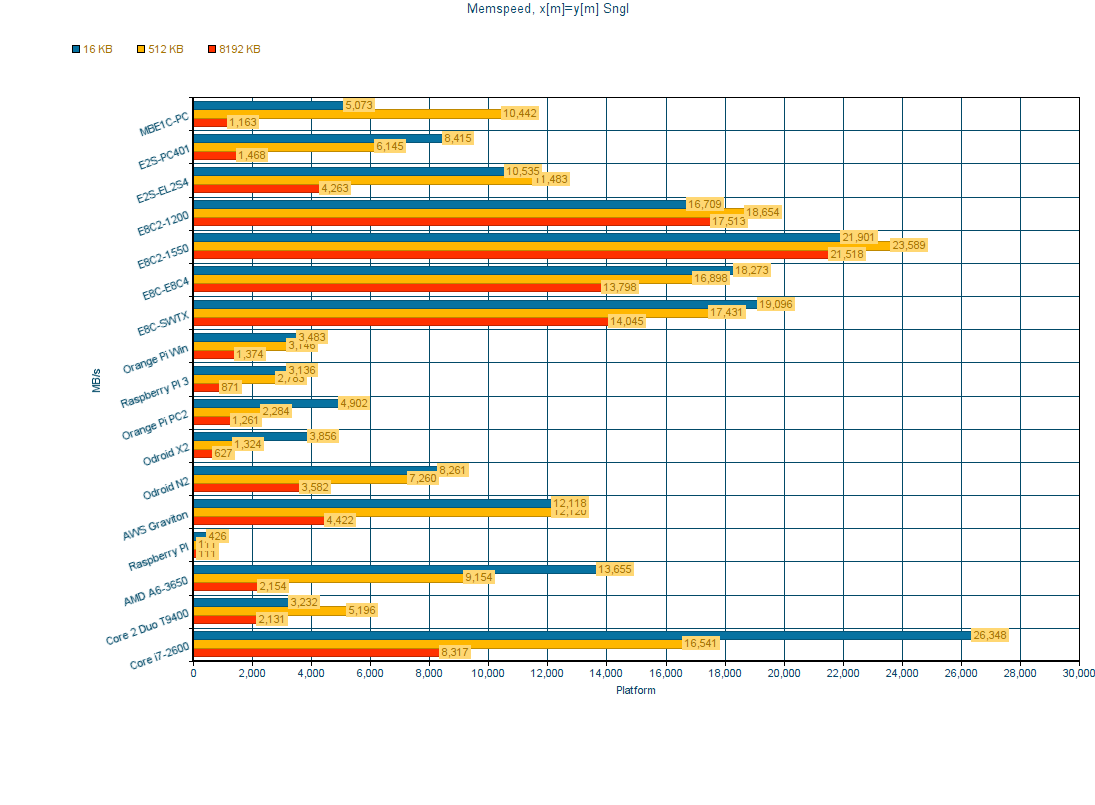 Memspeed, x[m]=y[m] Sngl
16 KB 512 KB 8192 KB
MBE1C-PC 5,073 10,442 1,163
E2S-PC401 8,415 6,145 1,468
E2S-EL2S4 10,535 11,483 4,263
E8C2-1200 16,709 18,654 17,513
E8C2-1550 21,901 23,589 21,518
E8C-E8C4 18,273 16,898 13,798
E8C-SWTX 19,096 17,431 14,045
Orange Pi Win 3,483 3,146 1,374
Raspberry PI 3 3,136 2,783 871
Orange Pi PC2 4,902 2,284 1,261
Odroid X2 3,856 1,324 627
Odroid N2 8,261 7,260 3,582
AWS Graviton 12,118 12,120 4,422
Raspberry PI 426 111 111
AMD A6-3650 13,655 9,154 2,154
Core 2 Duo T9400 3,232 5,196 2,131
Core i7-2600 26,348 16,541 8,317
MB/s
0 2,000 4,000 6,000 8,000 10,000 12,000 14,000 16,000 18,000 20,000 22,000 24,000 26,000 28,000 30,000
Platform